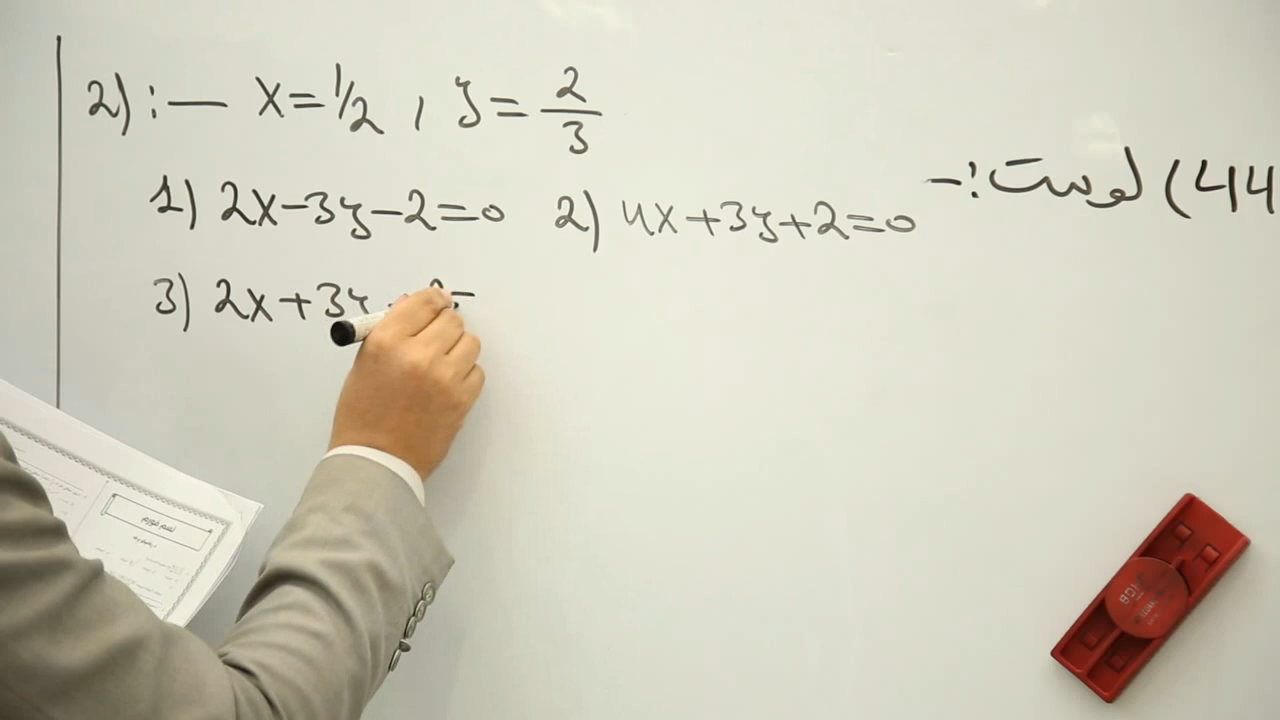 2) :— x=1/2 , y=2/3
1) 2x-3y-2=0 2) 4x+3y+2=0
44) لوست :-
3) 2x+3y